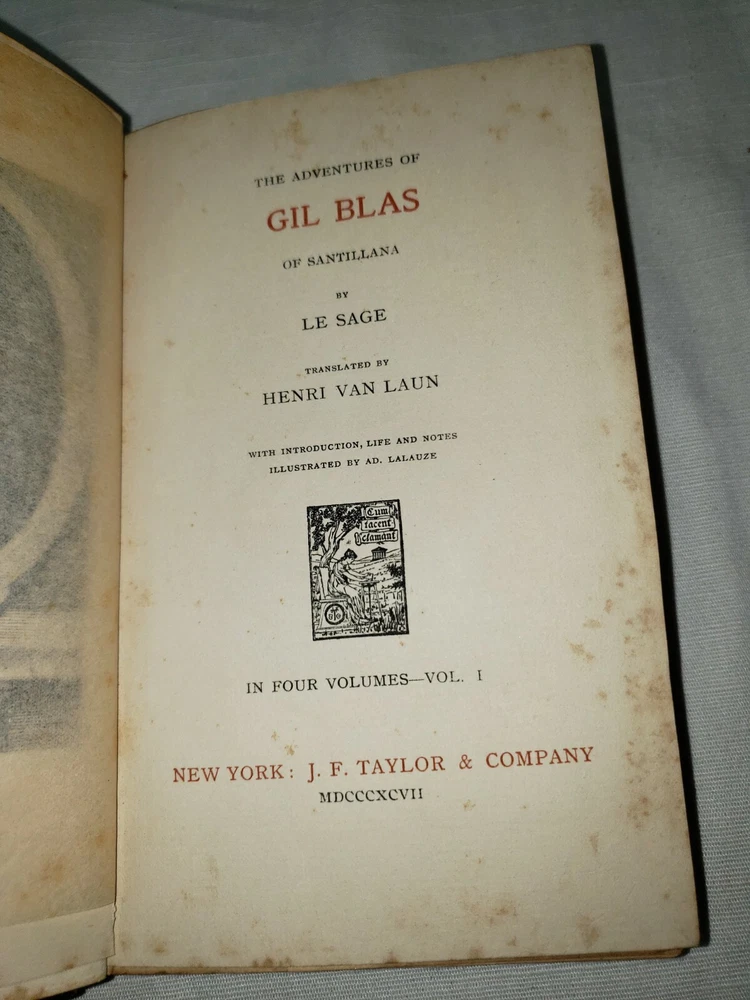 THE ADVENTURES OF
GIL BLAS
OF SANTILLANA
BY
LE SAGE
TRANSLATED BY
HENRI VAN LAUN
WITH INTRODUCTION, LIFE AND NOTES
ILLUSTRATED BY AD. LALAUZE
Cum
tacent
clamant
IN FOUR VOLUMES—VOL. I
NEW YORK: J. F. TAYLOR & COMPANY
MDCCCXCVII